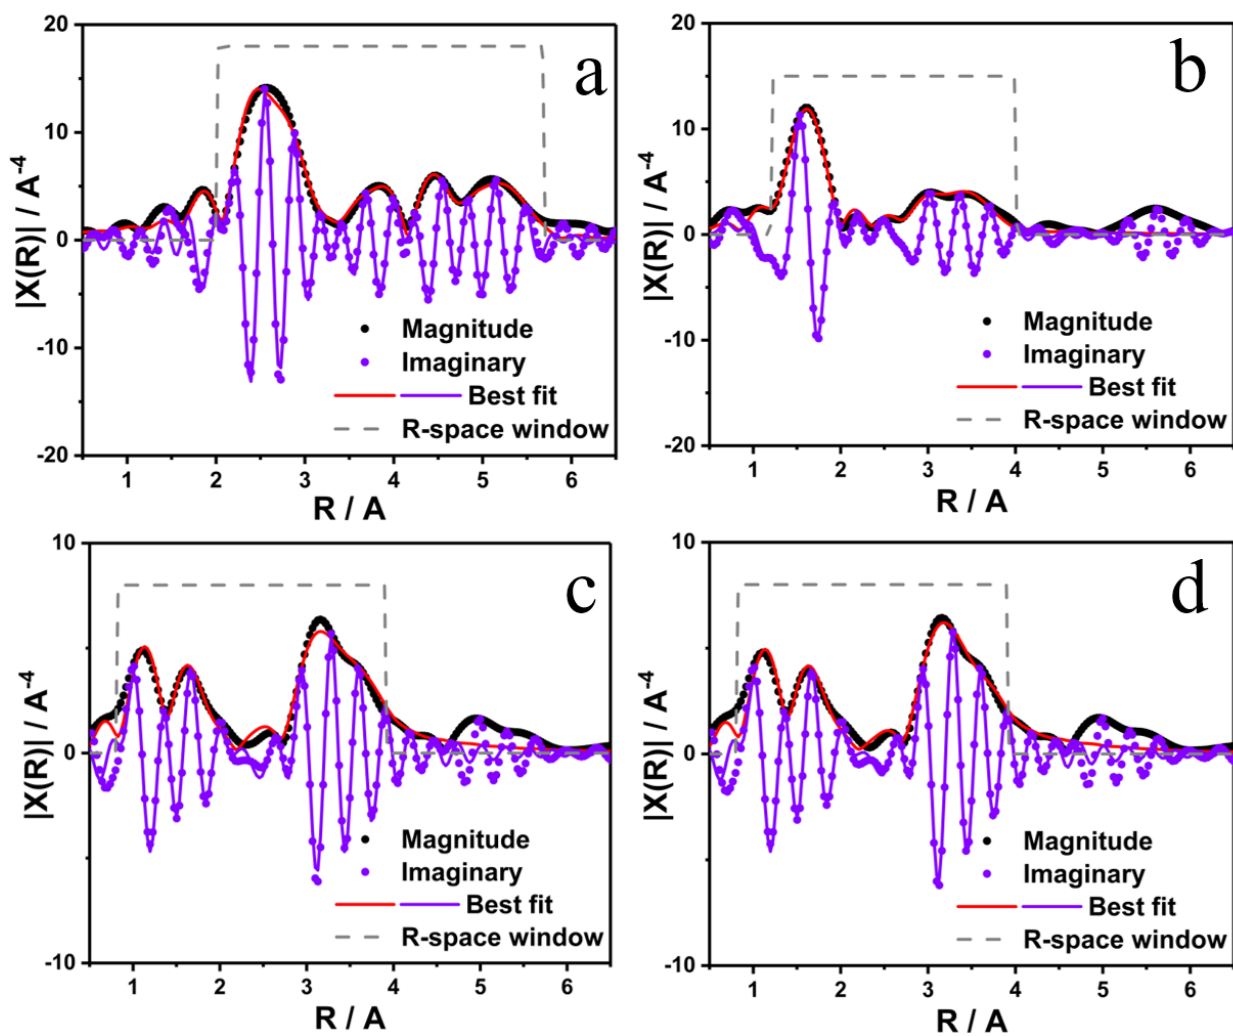 a
|X(R)| / A⁻⁴
20
10
0
-10
-20
Magnitude
Imaginary
Best fit
R-space window
1 2 3 4 5 6
R / A
b
|X(R)| / A⁻⁴
20
10
0
-10
-20
Magnitude
Imaginary
Best fit
R-space window
1 2 3 4 5 6
R / A
c
|X(R)| / A⁻⁴
10
0
-10
Magnitude
Imaginary
Best fit
R-space window
1 2 3 4 5 6
R / A
d
|X(R)| / A⁻⁴
10
0
-10
Magnitude
Imaginary
Best fit
R-space window
1 2 3 4 5 6
R / A